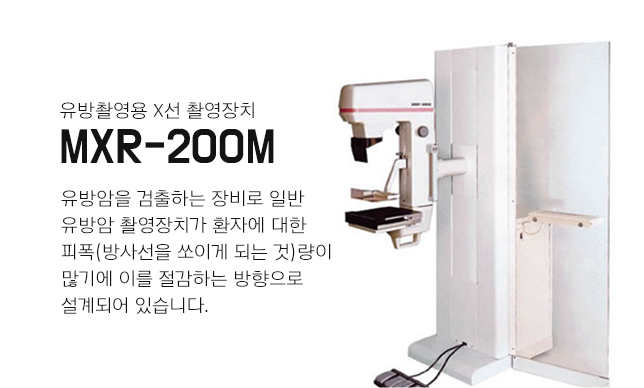 유방촬영용 X선 촬영장치
MXR-200M
유방암을 검출하는 장비로 일반
유방암 촬영장치가 환자에 대한
피폭(방사선을 쏘이게 되는 것)량이
많기에 이를 절감하는 방향으로
설계되어 있습니다.